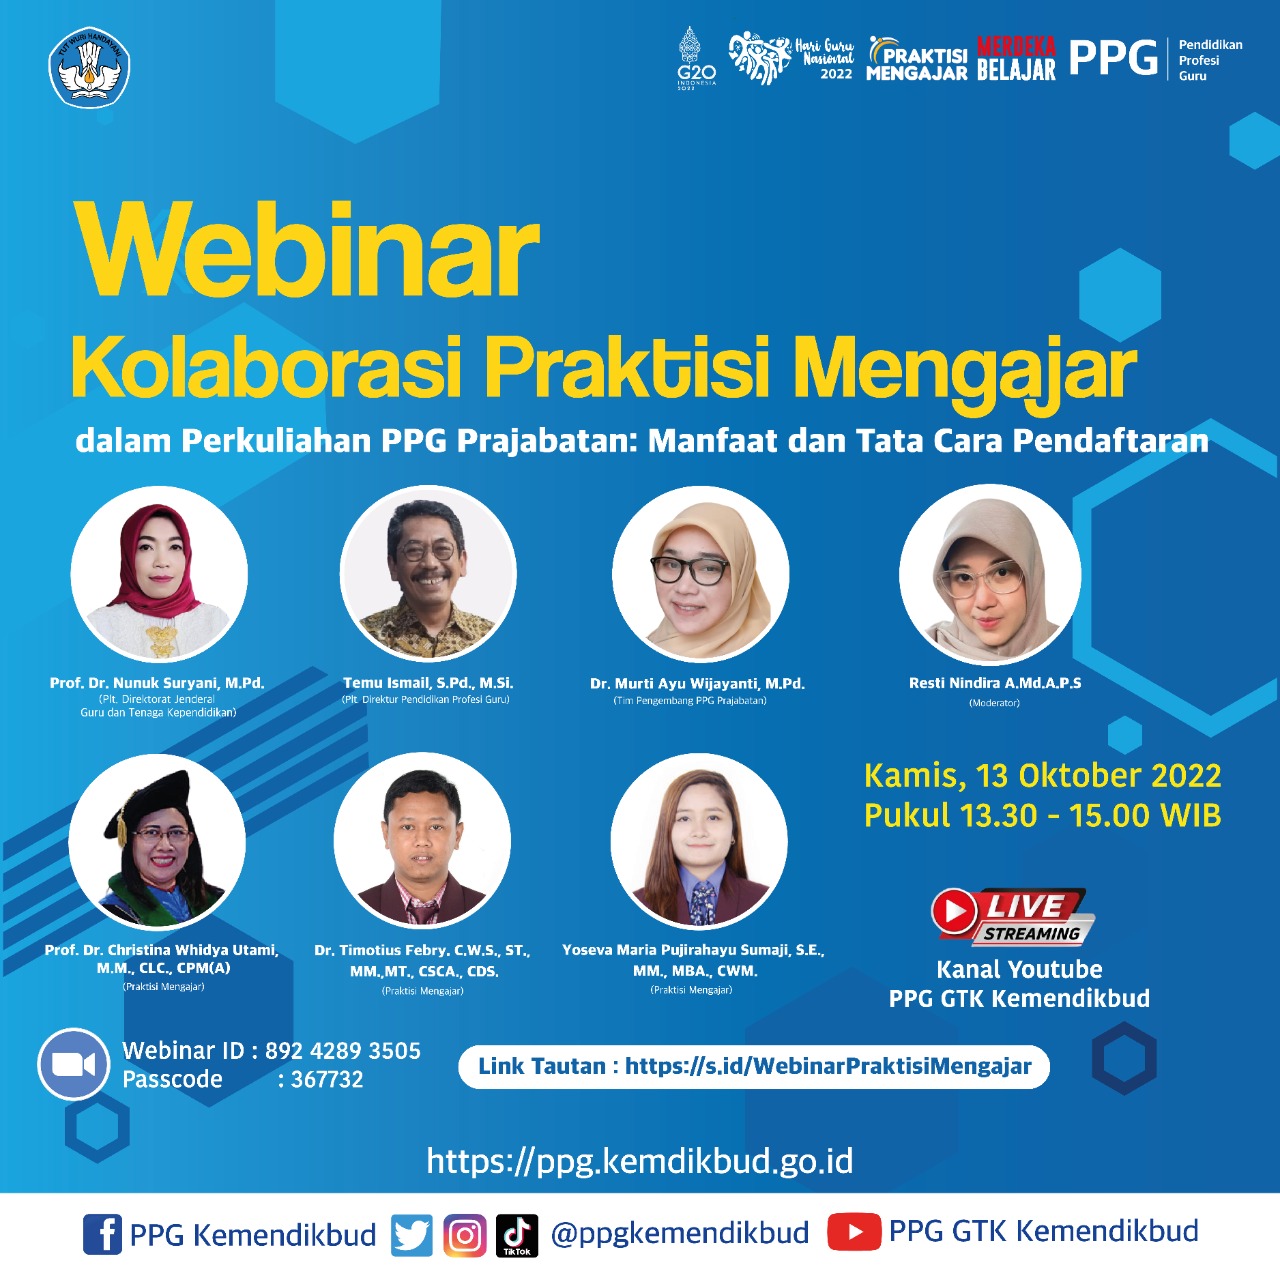 TUT WURI HANDAYANI
G20
INDONESIA
2022
Hari Guru
Nasional
2022
PRAKTISI
MENGAJAR
MERDEKA
BELAJAR
PPG
Pendidikan
Profesi
Guru
Webinar
Kolaborasi Praktisi Mengajar
dalam Perkuliahan PPG Prajabatan: Manfaat dan Tata Cara Pendaftaran
Prof. Dr. Nunuk Suryani, M.Pd.
(Plt. Direktorat Jenderal
Guru dan Tenaga Kependidikan)
Temu Ismail, S.Pd., M.Si.
(Plt. Direktur Pendidikan Profesi Guru)
Dr. Murti Ayu Wijayanti, M.Pd.
(Tim Pengembang PPG Prajabatan)
Resti Nindira A.Md.A.P.S
(Moderator)
Prof. Dr. Christina Whidya Utami,
M.M., CLC., CPM(A)
(Praktisi Mengajar)
Dr. Timotius Febry, C.W.S., ST.,
MM.,MT., CSCA., CDS.
(Praktisi Mengajar)
Yoseva Maria Pujirahayu Sumaji, S.E.,
MM., MBA., CWM.
(Praktisi Mengajar)
Kamis, 13 Oktober 2022
Pukul 13.30 - 15.00 WIB
LIVE
STREAMING
Kanal Youtube
PPG GTK Kemendikbud
Webinar ID : 892 4289 3505
Passcode : 367732
Link Tautan : https://s.id/WebinarPraktisiMengajar
https://ppg.kemdikbud.go.id
PPG Kemendikbud
TikTok
@ppgkemendikbud
PPG GTK Kemendikbud